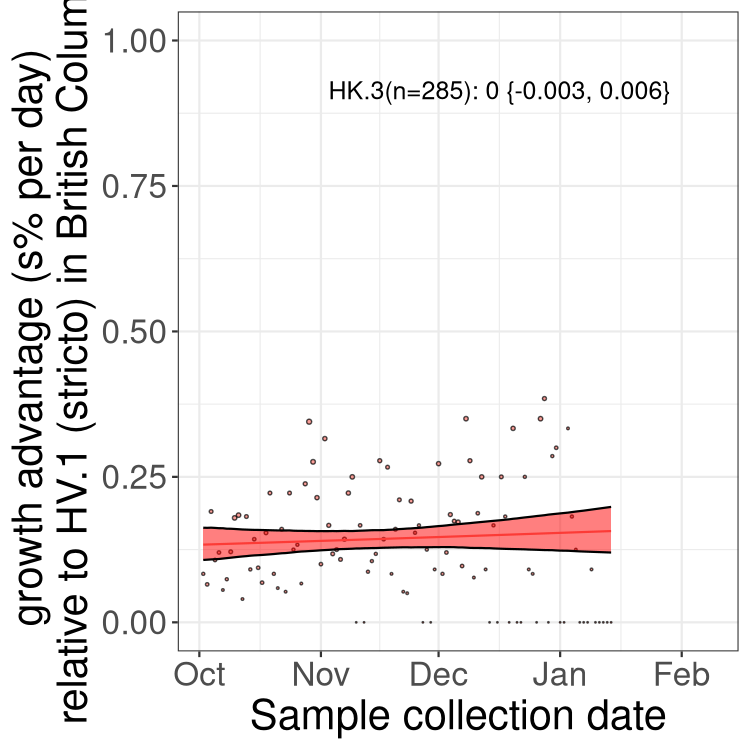 growth advantage (s% per day)
relative to HV.1 (stricto) in British Colum
1.00
0.75
0.50
0.25
0.00
HK.3(n=285): 0 {-0.003, 0.006}
Oct Nov Dec Jan Feb
Sample collection date